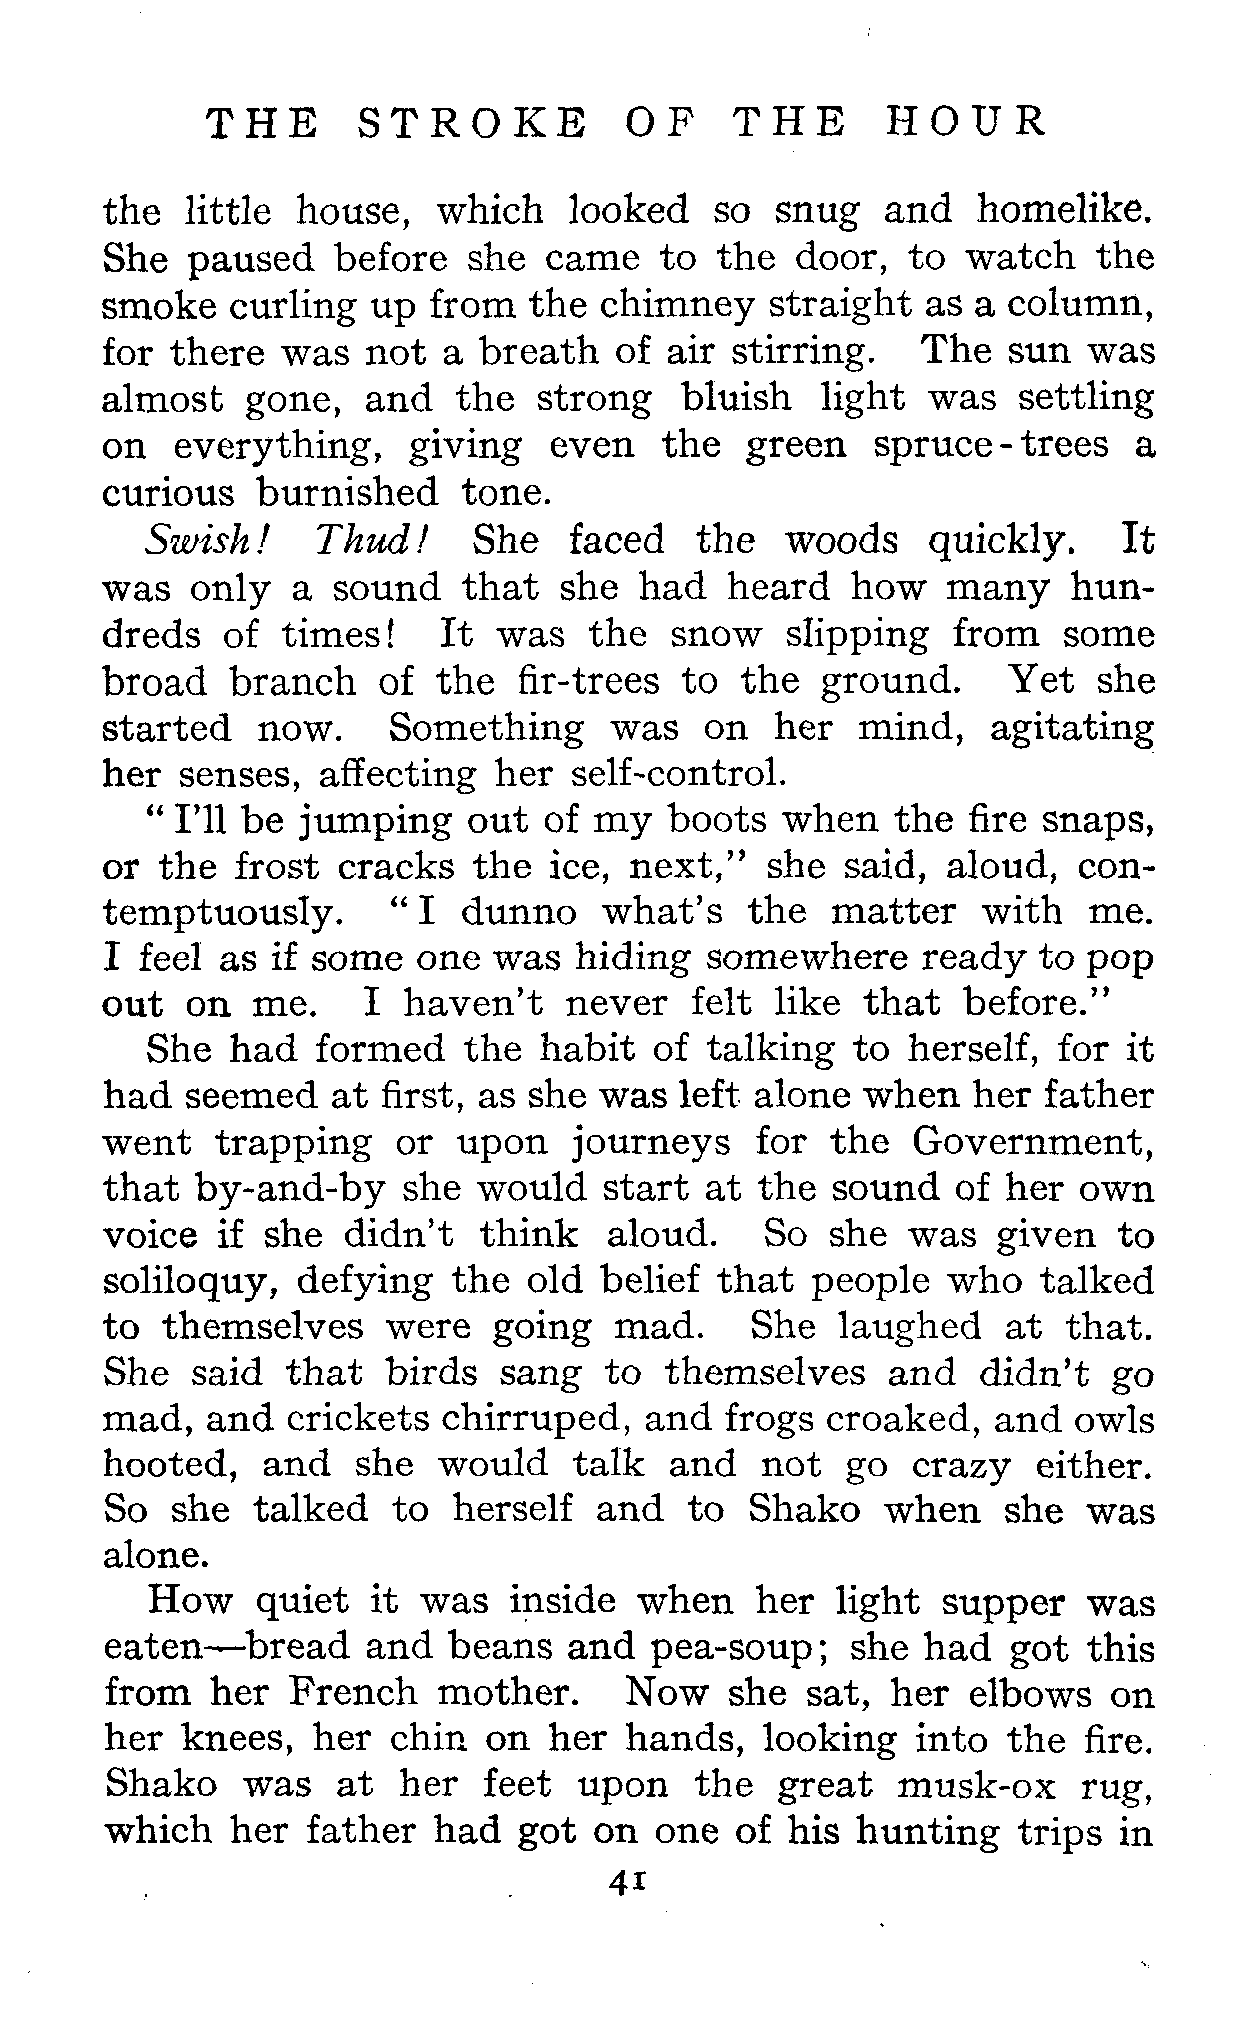 THE STROKE OF THE HOUR
the little house, which looked so snug and homelike.
She paused before she came to the door, to watch the
smoke curling up from the chimney straight as a column,
for there was not a breath of air stirring. The sun was
almost gone, and the strong bluish light was settling
on everything, giving even the green spruce-trees a
curious burnished tone.
Swish! Thud! She faced the woods quickly. It
was only a sound that she had heard how many hun-
dreds of times! It was the snow slipping from some
broad branch of the fir-trees to the ground. Yet she
started now. Something was on her mind, agitating
her senses, affecting her self-control.
"I'll be jumping out of my boots when the fire snaps,
or the frost cracks the ice, next," she said, aloud, con-
temptuously. "I dunno what's the matter with me.
I feel as if some one was hiding somewhere ready to pop
out on me. I haven't never felt like that before."
She had formed the habit of talking to herself, for it
had seemed at first, as she was left alone when her father
went trapping or upon journeys for the Government,
that by-and-by she would start at the sound of her own
voice if she didn't think aloud. So she was given to
soliloquy, defying the old belief that people who talked
to themselves were going mad. She laughed at that.
She said that birds sang to themselves and didn't go
mad, and crickets chirruped, and frogs croaked, and owls
hooted, and she would talk and not go crazy either.
So she talked to herself and to Shako when she was
alone.
How quiet it was inside when her light supper was
eaten—bread and beans and pea-soup; she had got this
from her French mother. Now she sat, her elbows on
her knees, her chin on her hands, looking into the fire.
Shako was at her feet upon the great musk-ox rug,
which her father had got on one of his hunting trips in
41